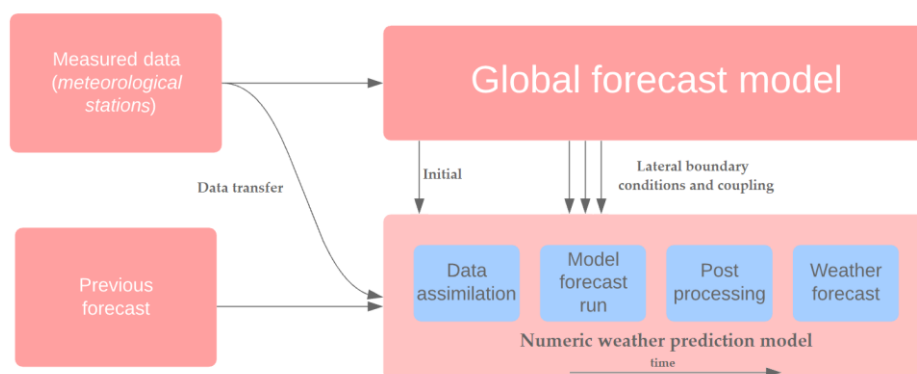 Measured data
(meteorological
stations)
Global forecast model
Data transfer
Initial
Lateral boundary
conditions and coupling
Previous
forecast
Data
assimilation
Model
forecast
run
Post
processing
Weather
forecast
Numeric weather prediction model
time